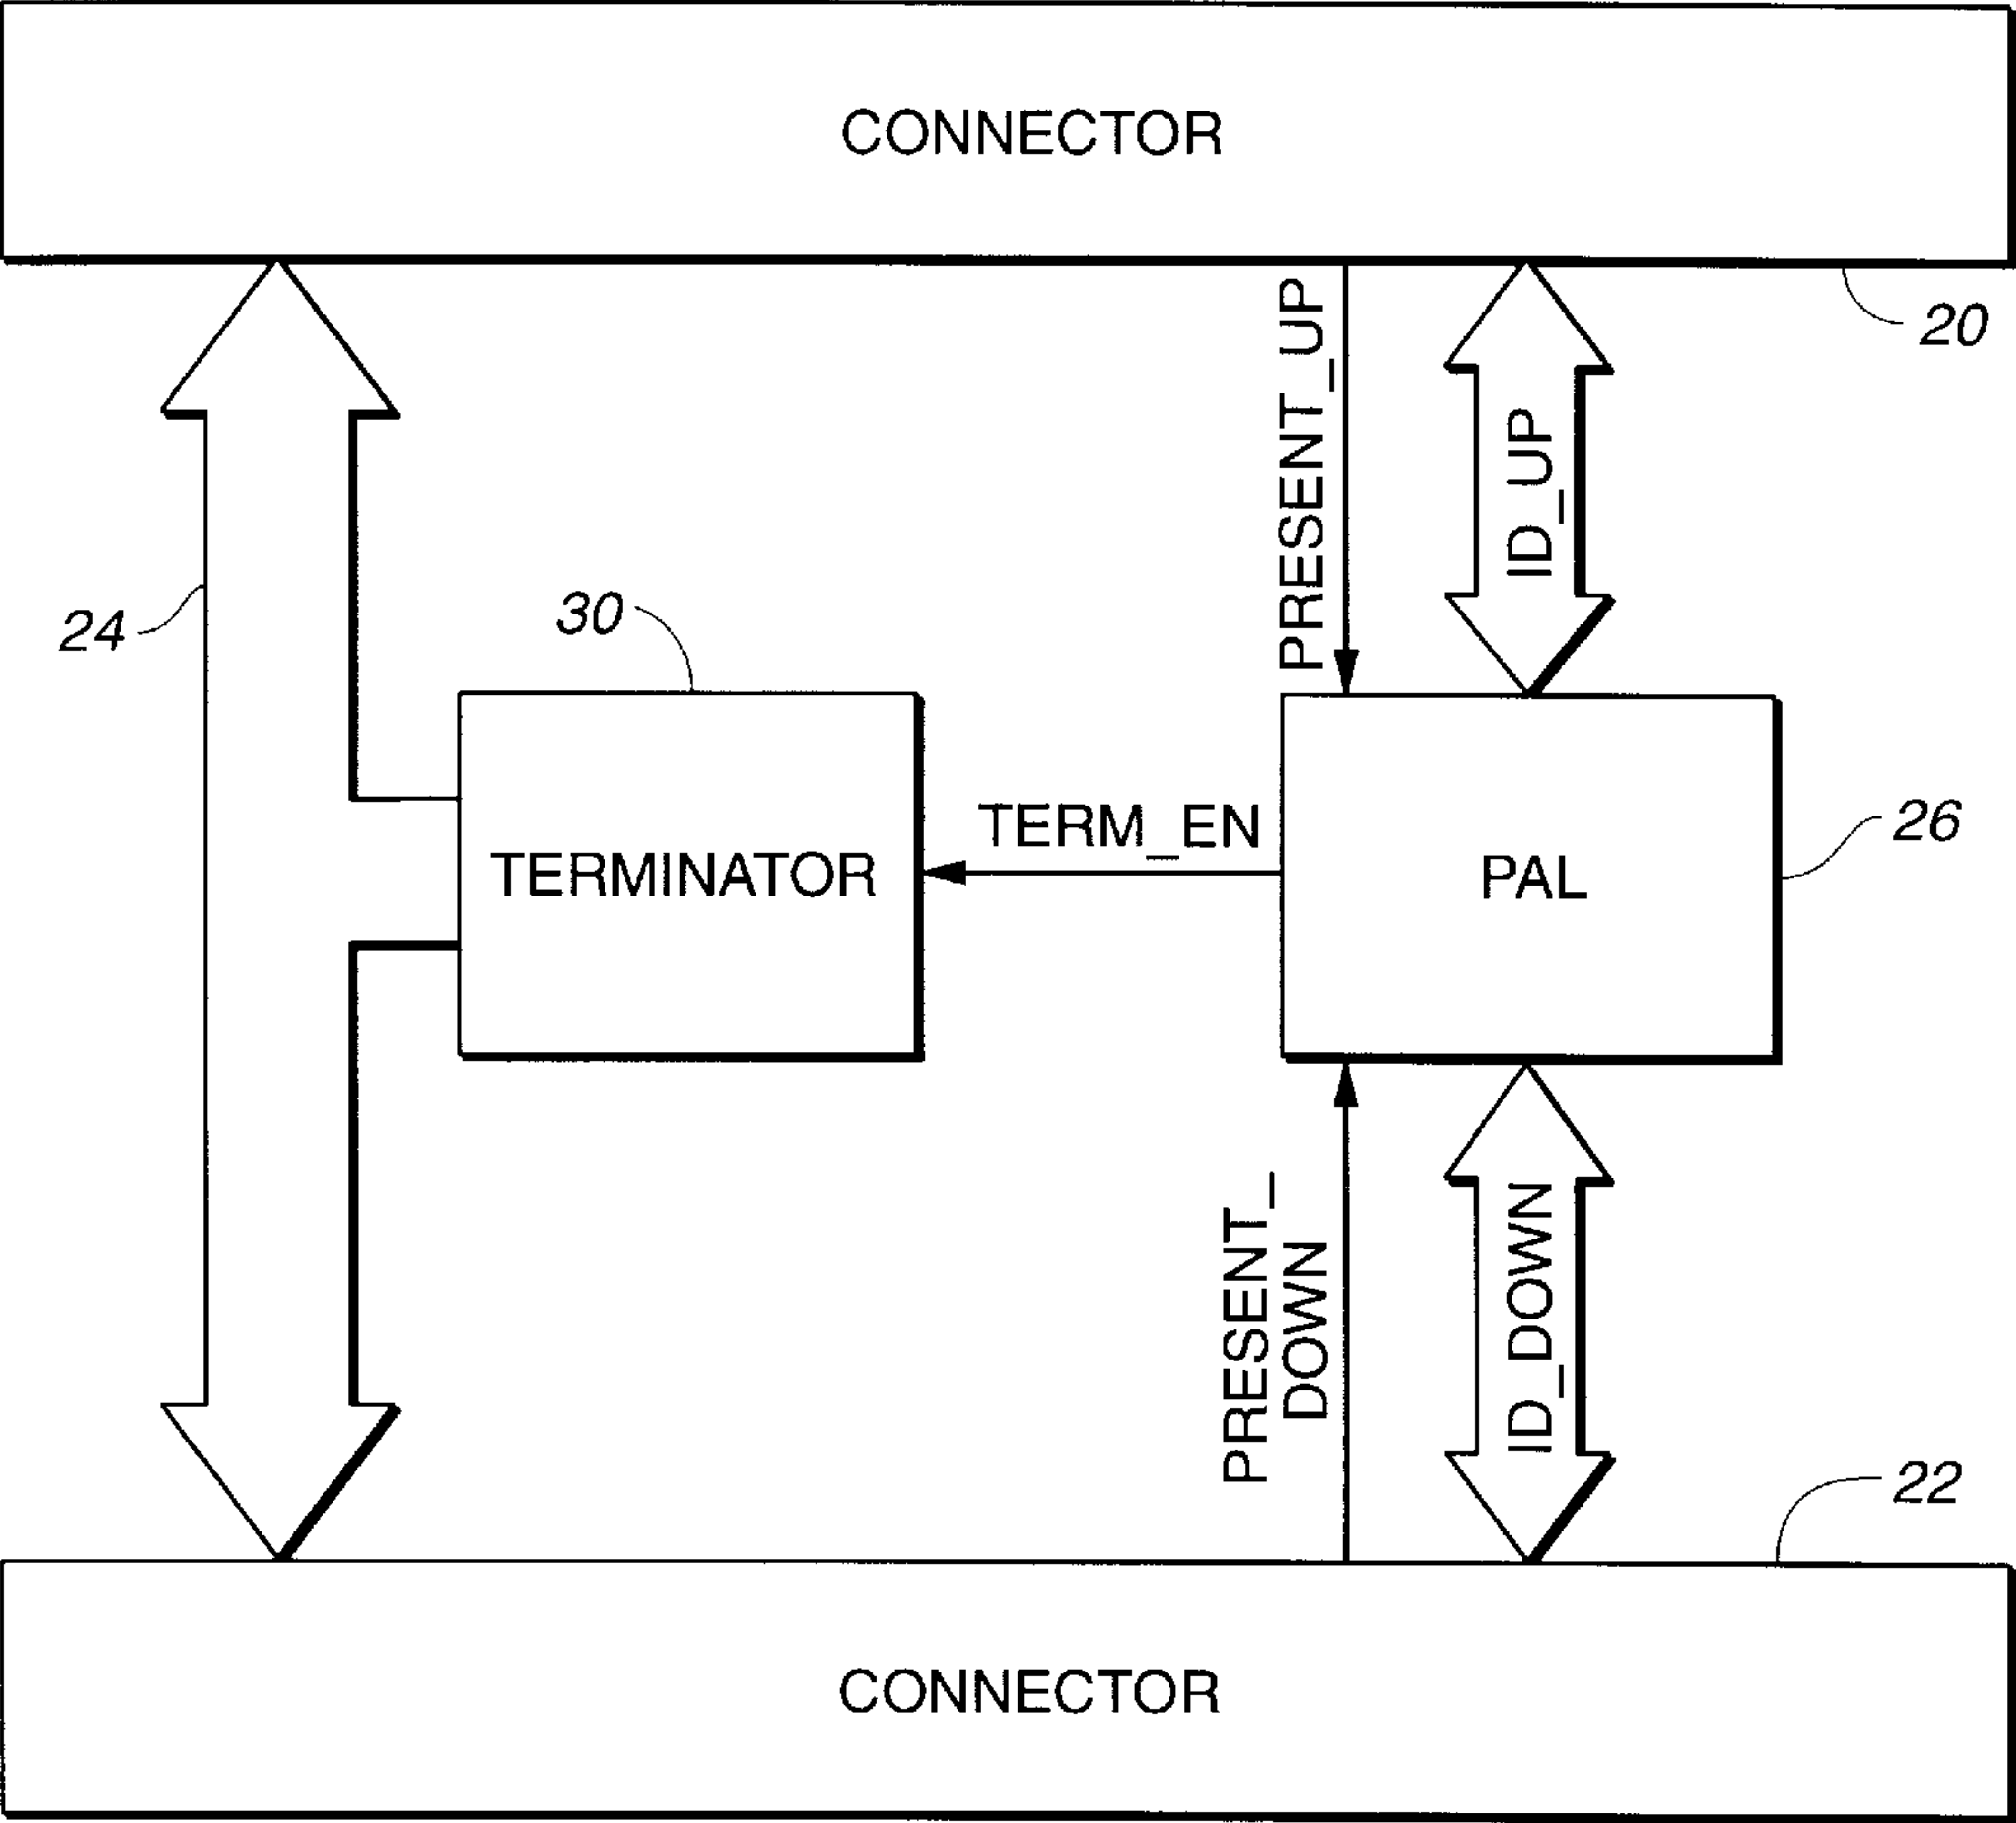 CONNECTOR
20
PRESENT_UP
ID_UP
24
30
TERM_EN
26
TERMINATOR
PAL
PRESENT_
DOWN
ID_DOWN
22
CONNECTOR